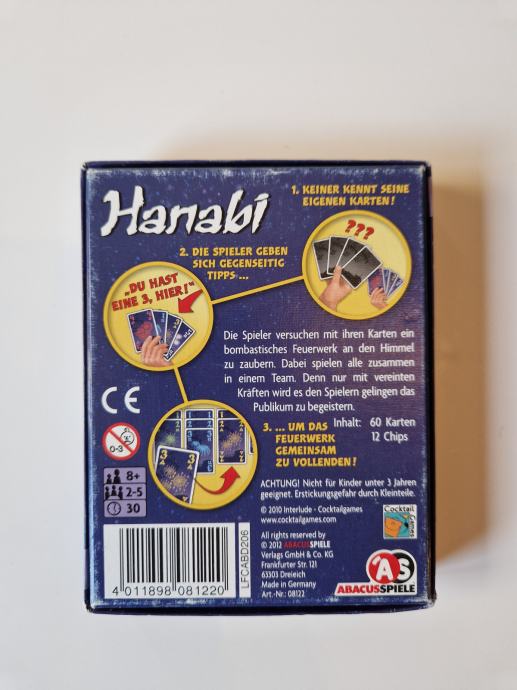 Hanabi
1. KEINER KENNT SEINE
EIGENEN KARTEN!
???
2. DIE SPIELER GEBEN
SICH GEGENSEITIG
TIPPS ...
„DU HAST
EINE 3, HIER!"
Die Spieler versuchen mit ihren Karten ein
bombastisches Feuerwerk an den Himmel
zu zaubern. Dabei spielen alle zusammen
in einem Team. Denn nur mit vereinten
Kräften wird es den Spielern gelingen das
Publikum zu begeistern.
Inhalt: 60 Karten
12 Chips
3. ... UM DAS
FEUERWERK
GEMEINSAM
ZU VOLLENDEN!
CE
0-3
8+
2-5
30
ACHTUNG! Nicht für Kinder unter 3 Jahren
geeignet. Erstickungsgefahr durch Kleinteile.
© 2010 Interlude - Cocktailgames
www.cocktailgames.com
Cocktail
Games
All rights reserved by
© 2012 ABACUSSPIELE
Verlags GmbH & Co. KG
Frankfurter Str. 121
63303 Dreieich
Made in Germany
Art.-Nr.: 08122
AS
ABACUSSPIELE
LFCABD206
4 011898 081220